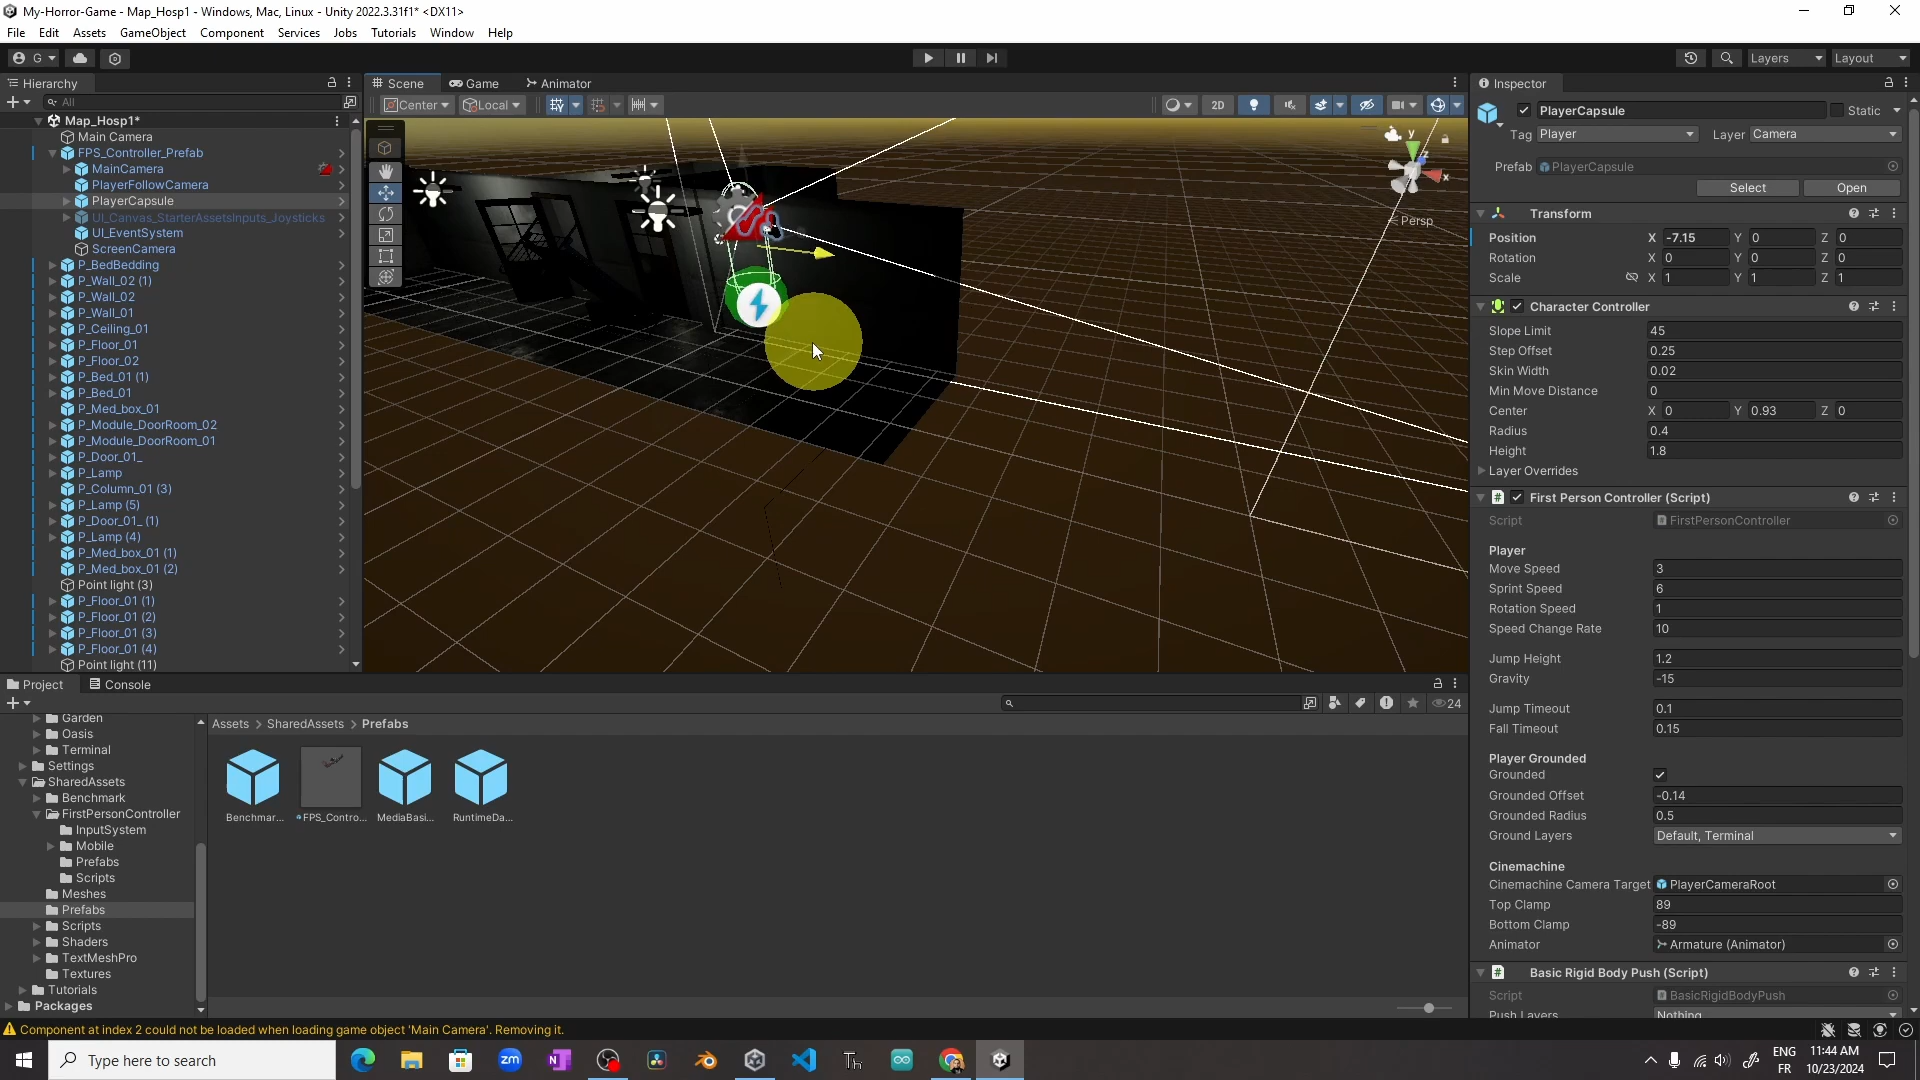 My-Horror-Game - Map_Hosp1 - Windows, Mac, Linux - Unity 2022.3.31f1* <DX11>
File Edit Assets GameObject Component Services Jobs Tutorials Window Help
G
Layers
Layout
Hierarchy
All
Map_Hosp1*
Main Camera
FPS_Controller_Prefab
MainCamera
PlayerFollowCamera
PlayerCapsule
UI_Canvas_StarterAssetsInputs_Joysticks
UI_EventSystem
ScreenCamera
P_BedBedding
P_Wall_02 (1)
P_Wall_02
P_Wall_01
P_Ceiling_01
P_Floor_01
P_Floor_02
P_Bed_01 (1)
P_Bed_01
P_Med_box_01
P_Module_DoorRoom_02
P_Module_DoorRoom_01
P_Door_01_
P_Lamp
P_Column_01 (3)
P_Lamp (5)
P_Door_01_ (1)
P_Lamp (4)
P_Med_box_01 (1)
P_Med_box_01 (2)
Point light (3)
P_Floor_01 (1)
P_Floor_01 (2)
P_Floor_01 (3)
P_Floor_01 (4)
Point light (11)
Scene Game Animator
Center Local
2D
y
x
Persp
Inspector
PlayerCapsule Static
Tag Player Layer Camera
Prefab PlayerCapsule
Select Open
Transform
Position X -7.15 Y 0 Z 0
Rotation X 0 Y 0 Z 0
Scale X 1 Y 1 Z 1
Character Controller
Slope Limit 45
Step Offset 0.25
Skin Width 0.02
Min Move Distance 0
Center X 0 Y 0.93 Z 0
Radius 0.4
Height 1.8
Layer Overrides
First Person Controller (Script)
Script FirstPersonController
Player
Move Speed 3
Sprint Speed 6
Rotation Speed 1
Speed Change Rate 10
Jump Height 1.2
Gravity -15
Jump Timeout 0.1
Fall Timeout 0.15
Player Grounded
Grounded
Grounded Offset -0.14
Grounded Radius 0.5
Ground Layers Default, Terminal
Cinemachine
Cinemachine Camera Target PlayerCameraRoot
Top Clamp 89
Bottom Clamp -89
Animator Armature (Animator)
Basic Rigid Body Push (Script)
Script BasicRigidBodyPush
Push Layers Nothing
Project Console
24
Garden
Oasis
Terminal
Settings
SharedAssets
Benchmark
FirstPersonController
InputSystem
Mobile
Prefabs
Scripts
Meshes
Prefabs
Scripts
Shaders
TextMeshPro
Textures
Tutorials
Packages
Assets > SharedAssets > Prefabs
Benchmar... FPS_Contro... MediaBasi... RuntimeDa...
Component at index 2 could not be loaded when loading game object 'Main Camera'. Removing it.
Type here to search
zm
N
Th
ENG
FR
11:44 AM
10/23/2024